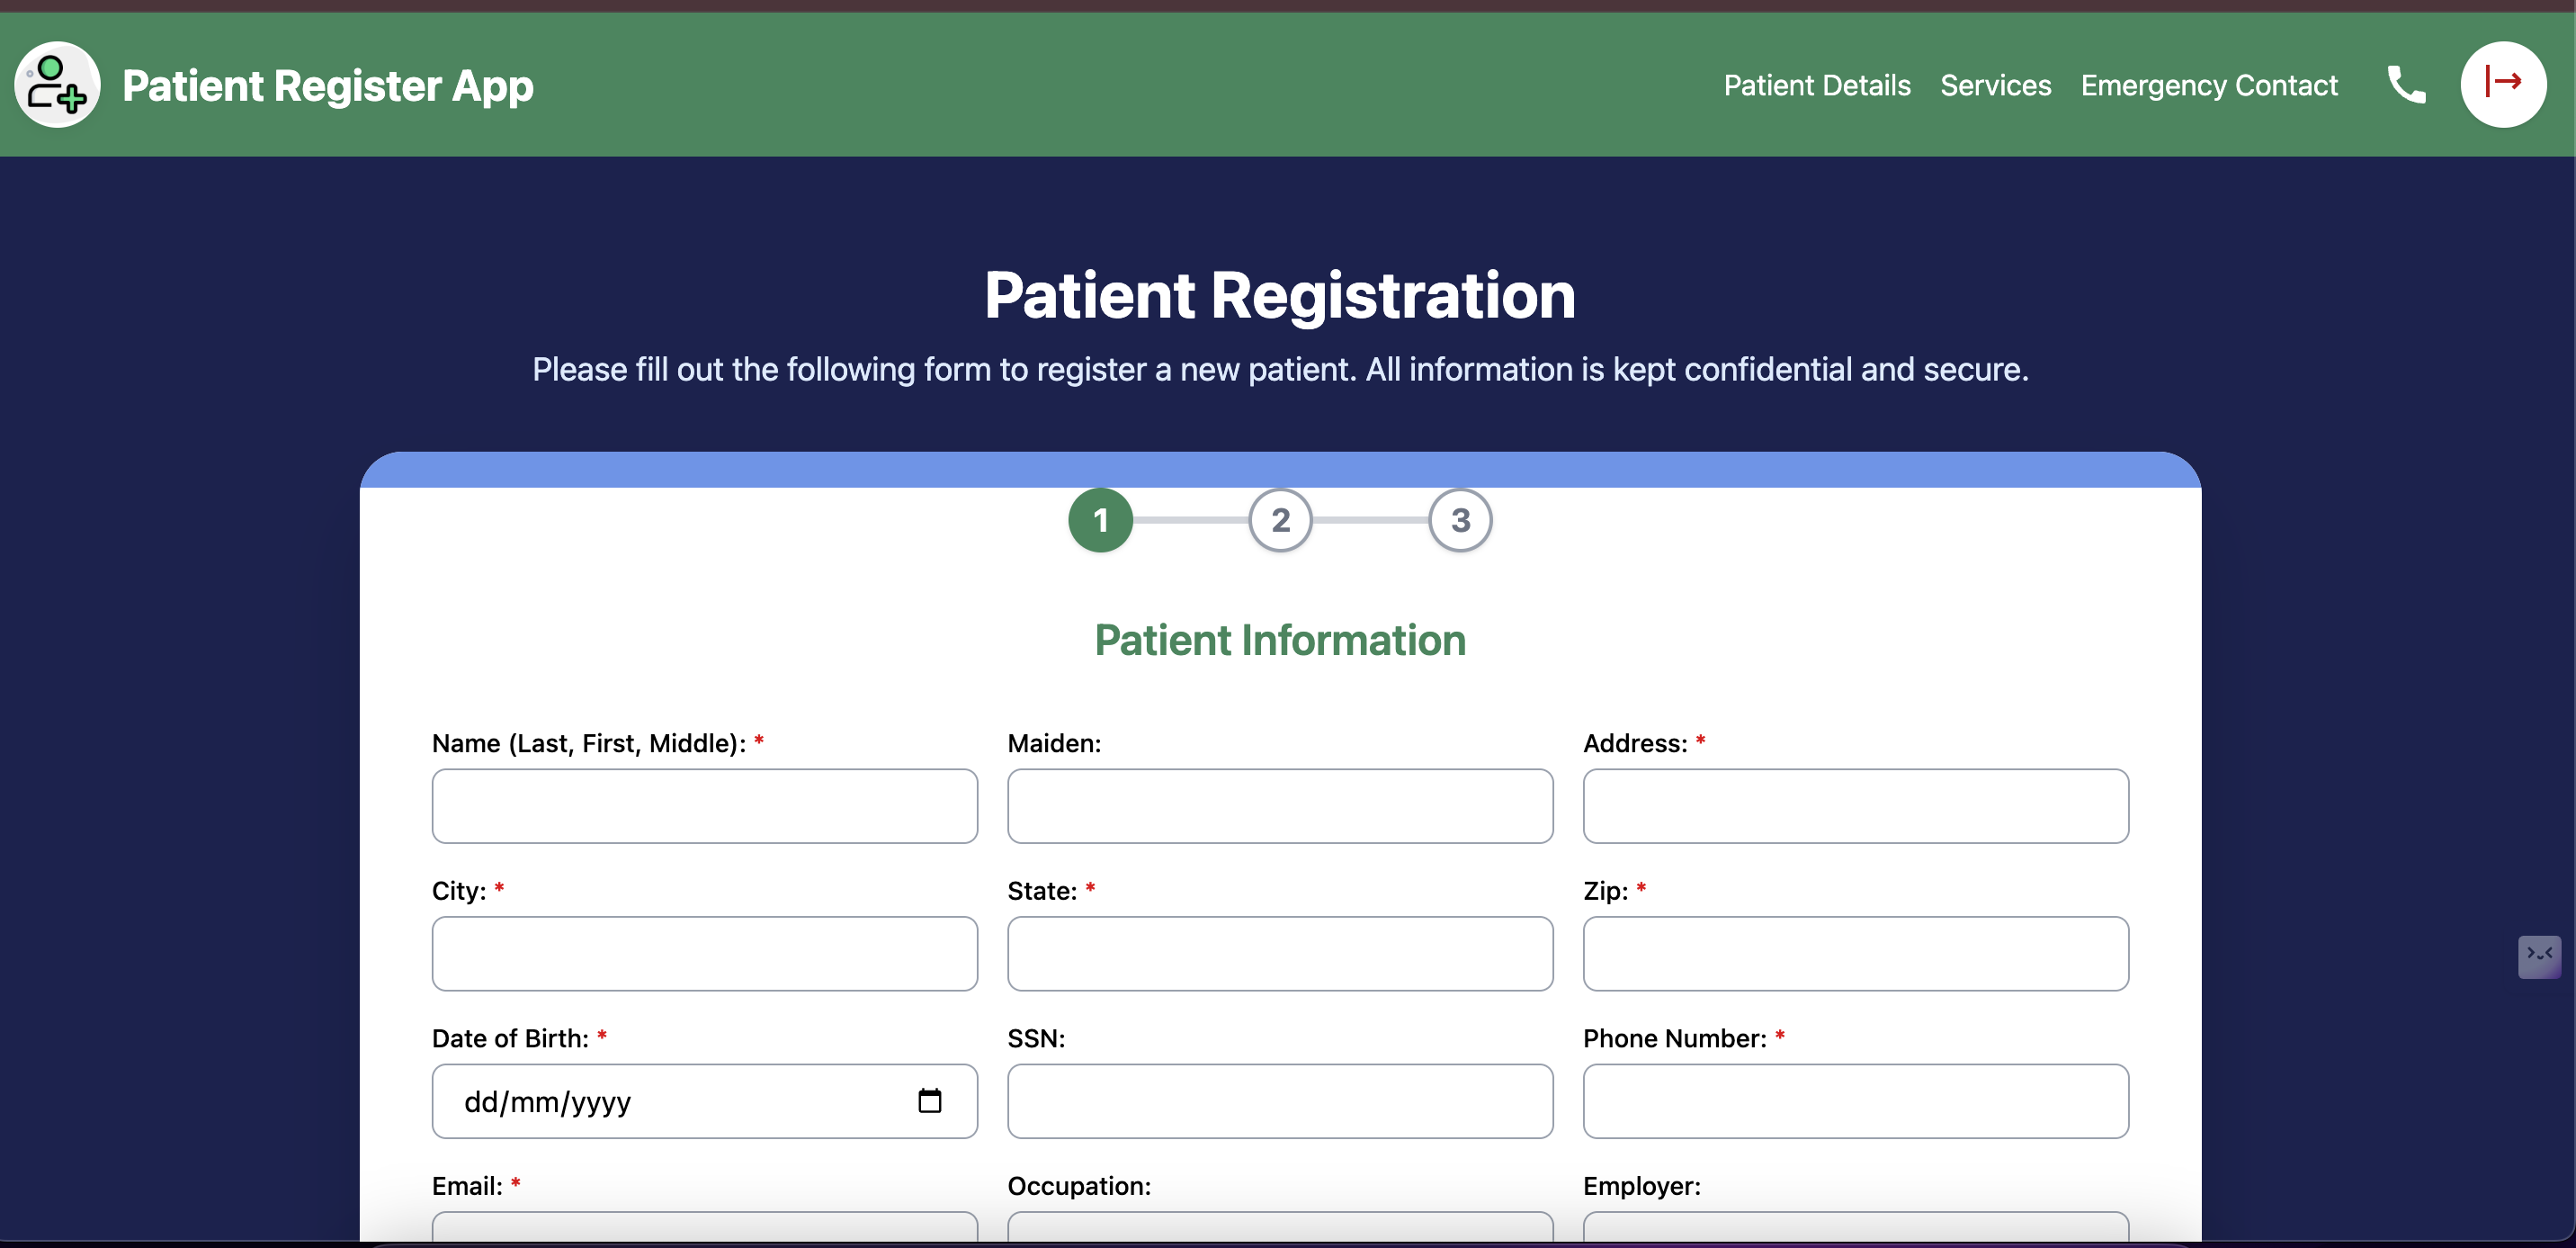 Patient Register App
Patient Details Services Emergency Contact
Patient Registration
Please fill out the following form to register a new patient. All information is kept confidential and secure.
1 2 3
Patient Information
Name (Last, First, Middle): * Maiden: Address: *
City: * State: * Zip: *
Date of Birth: * SSN: Phone Number: *
dd/mm/yyyy
Email: * Occupation: Employer: